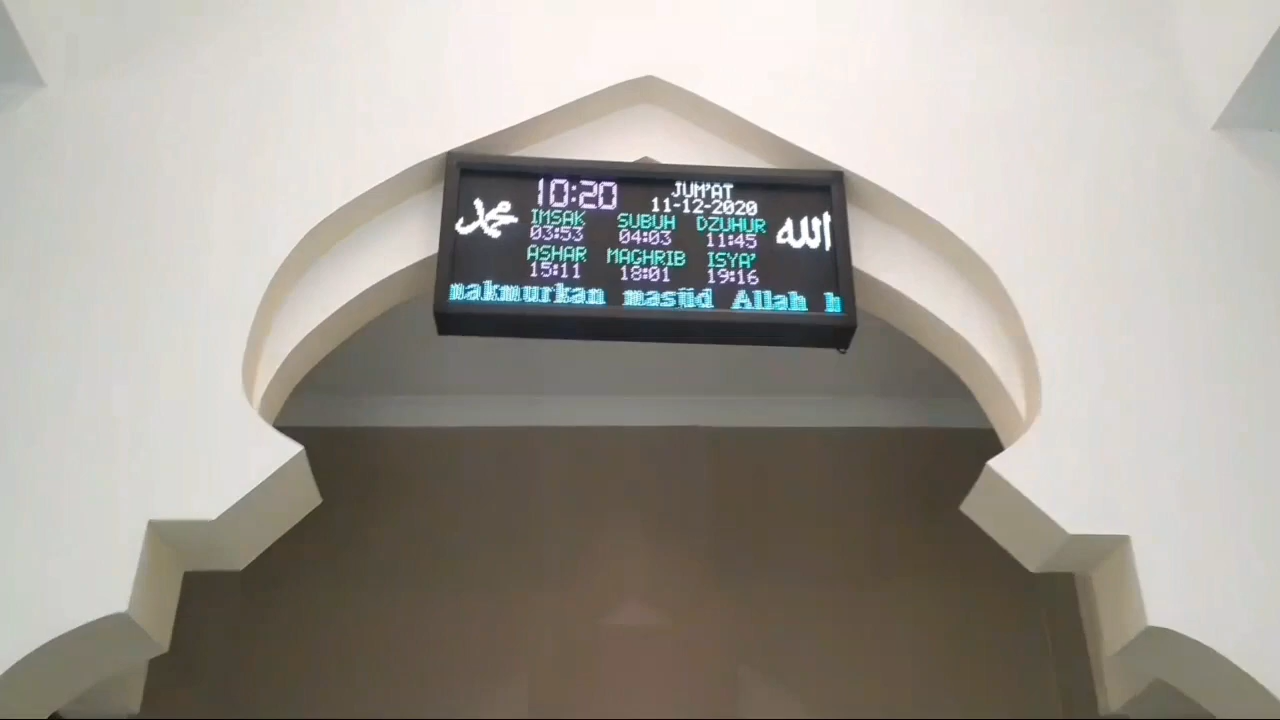 10:20 JUM'AT
11-12-2020
محمد
الله
IMSAK SUBUH DZUHUR
03:53 04:03 11:45
ASHAR MAGHRIB ISYA'
15:11 18:01 19:16
makmurkan masjid Allah